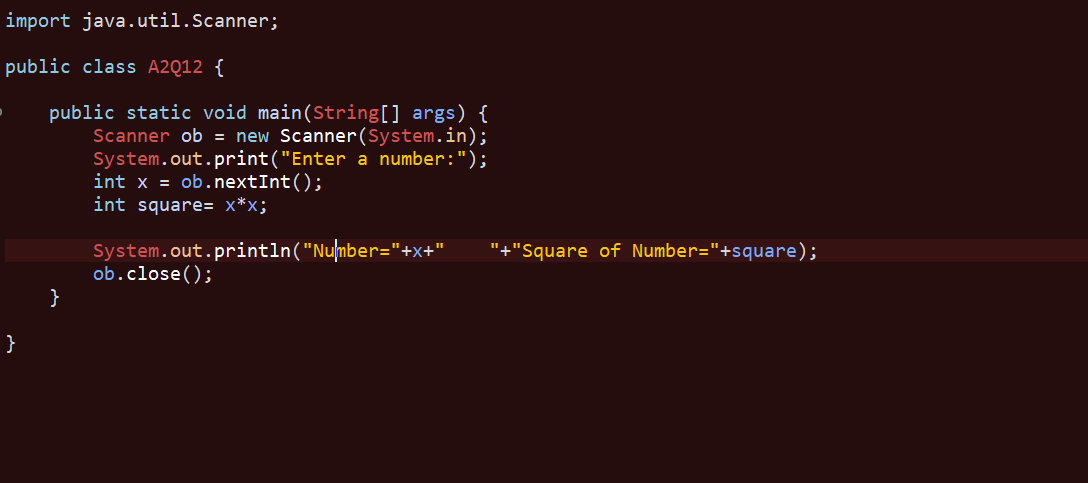 import java.util.Scanner;
public class A2Q12 {
public static void main(String[] args) {
Scanner ob = new Scanner(System.in);
System.out.print("Enter a number:");
int x = ob.nextInt();
int square= x*x;
System.out.println("Number="+x+"    "+"Square of Number="+square);
ob.close();
}
}